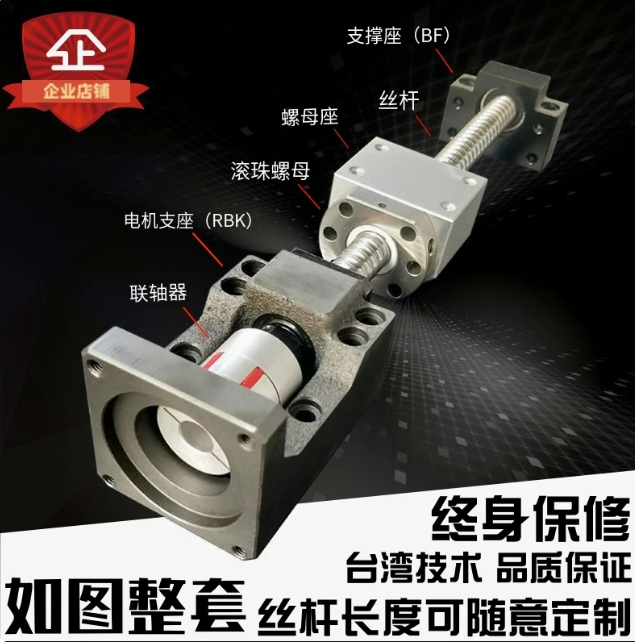 企
企业店铺
支撑座（BF）
丝杆
螺母座
滚珠螺母
电机支座（RBK）
联轴器
终身保修
台湾技术 品质保证
如图整套
丝杆长度可随意定制